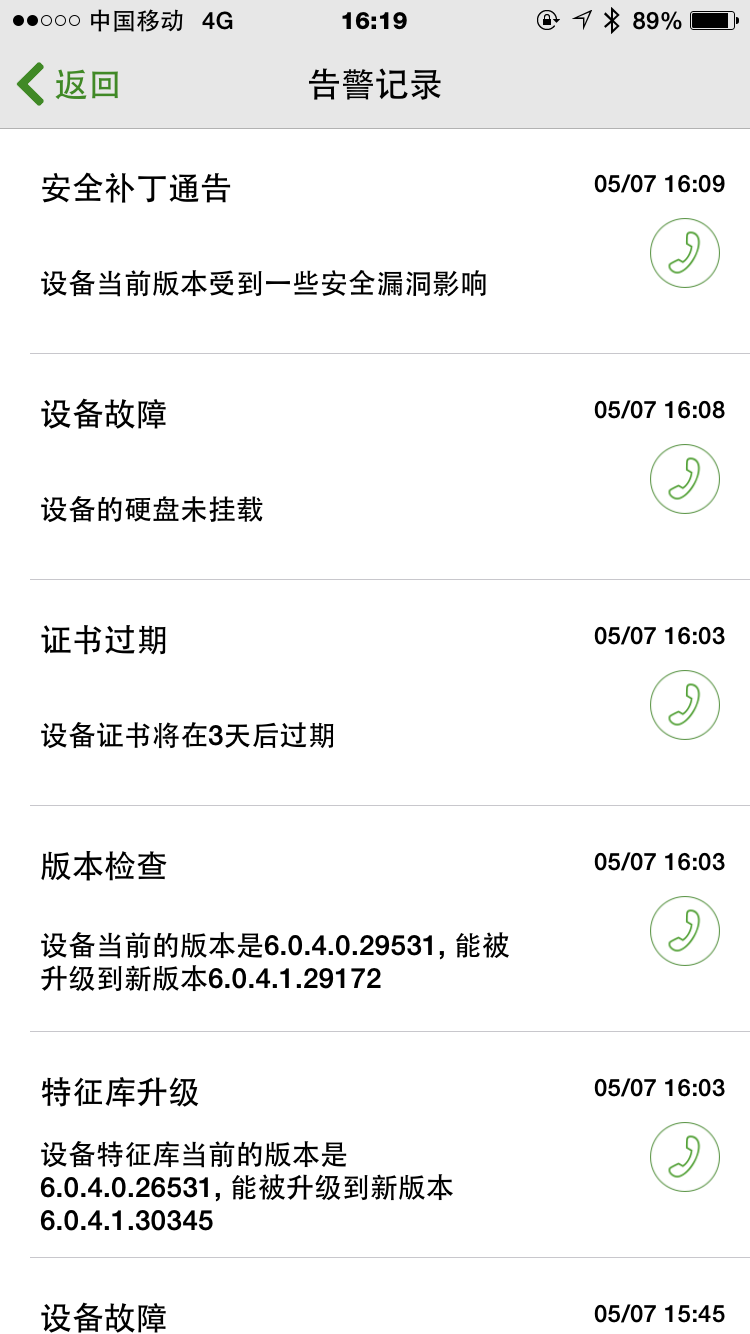 中国移动 4G 16:19 89%
返回 告警记录
安全补丁通告 05/07 16:09
设备当前版本受到一些安全漏洞影响
设备故障 05/07 16:08
设备的硬盘未挂载
证书过期 05/07 16:03
设备证书将在3天后过期
版本检查 05/07 16:03
设备当前的版本是6.0.4.0.29531, 能被
升级到新版本6.0.4.1.29172
特征库升级 05/07 16:03
设备特征库当前的版本是
6.0.4.0.26531, 能被升级到新版本
6.0.4.1.30345
设备故障 05/07 15:45